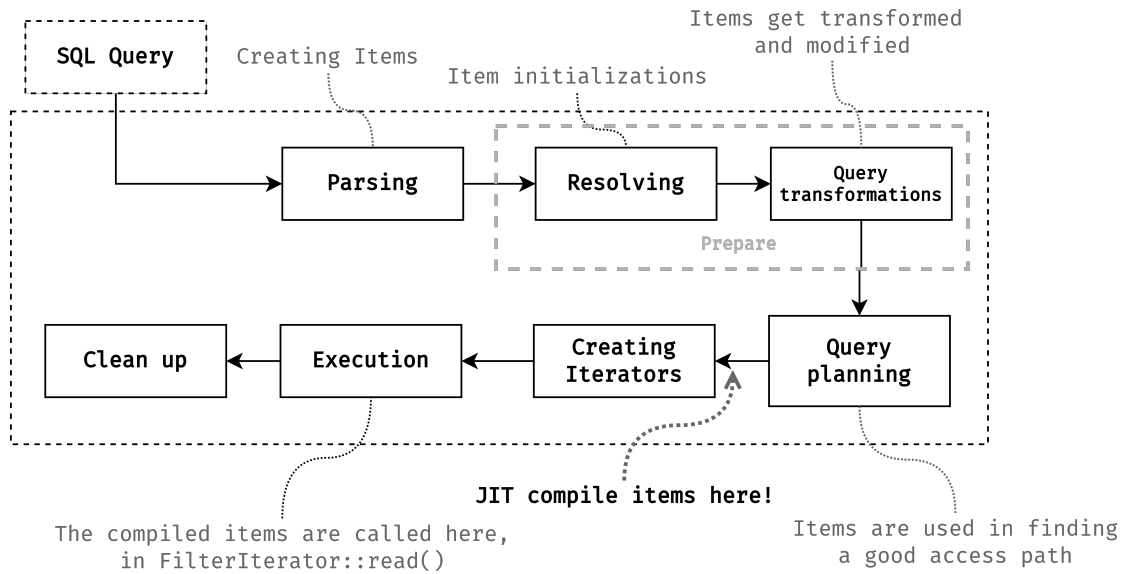 Items get transformed
and modified
SQL Query
Creating Items
Item initializations
Parsing
Resolving
Query
transformations
Prepare
Clean up
Execution
Creating
Iterators
Query
planning
JIT compile items here!
The compiled items are called here,
in FilterIterator::read()
Items are used in finding
a good access path